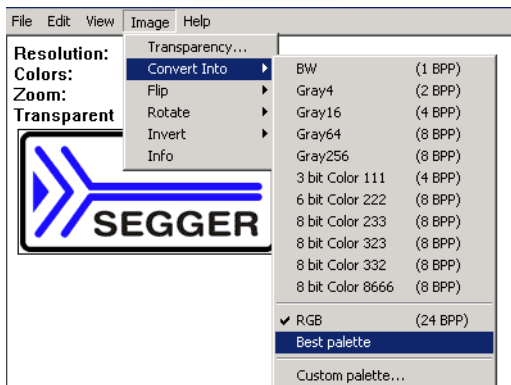 File Edit View Image Help
Resolution:
Colors:
Zoom:
Transparent
Transparency...
Convert Into
Flip
Rotate
Invert
Info
BW (1 BPP)
Gray4 (2 BPP)
Gray16 (4 BPP)
Gray64 (8 BPP)
Gray256 (8 BPP)
3 bit Color 111 (4 BPP)
6 bit Color 222 (8 BPP)
8 bit Color 233 (8 BPP)
8 bit Color 323 (8 BPP)
8 bit Color 332 (8 BPP)
8 bit Color 8666 (8 BPP)
RGB (24 BPP)
Best palette
Custom palette...
SEGGER